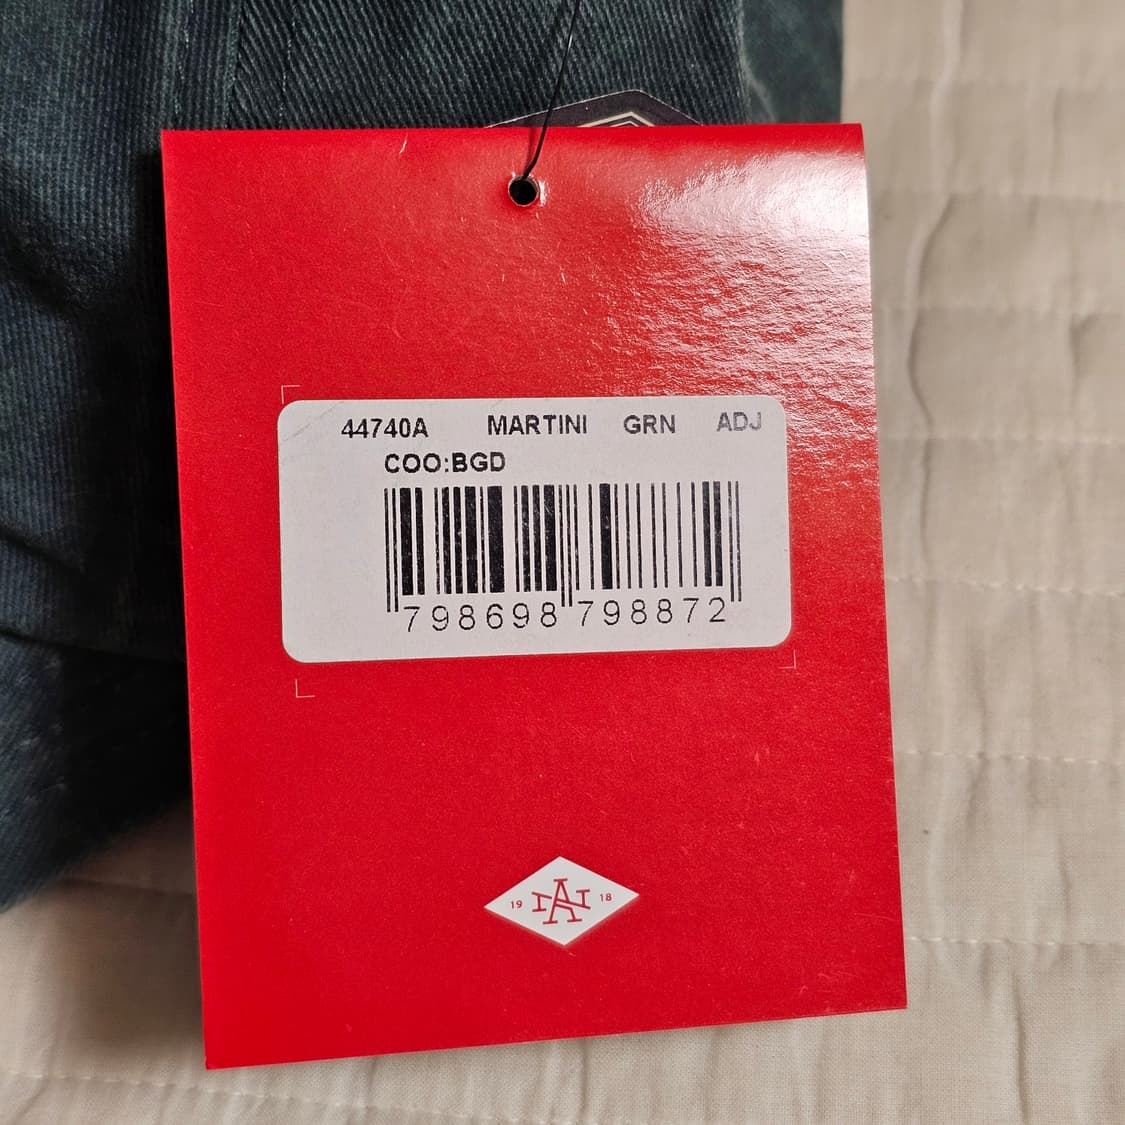 44740A MARTINI GRN ADJ
COO:BGD
798698 798872
19 18